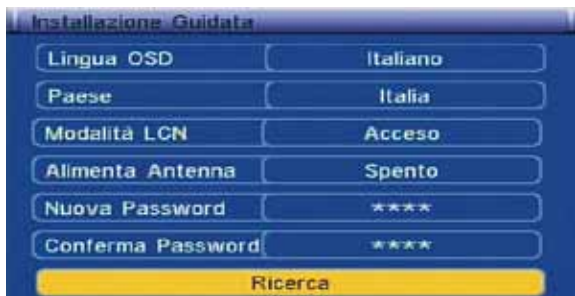 Installazione Guidata
Lingua OSD Italiano
Paese Italia
Modalità LCN Acceso
Alimenta Antenna Spento
Nuova Password ****
Conferma Password ****
Ricerca